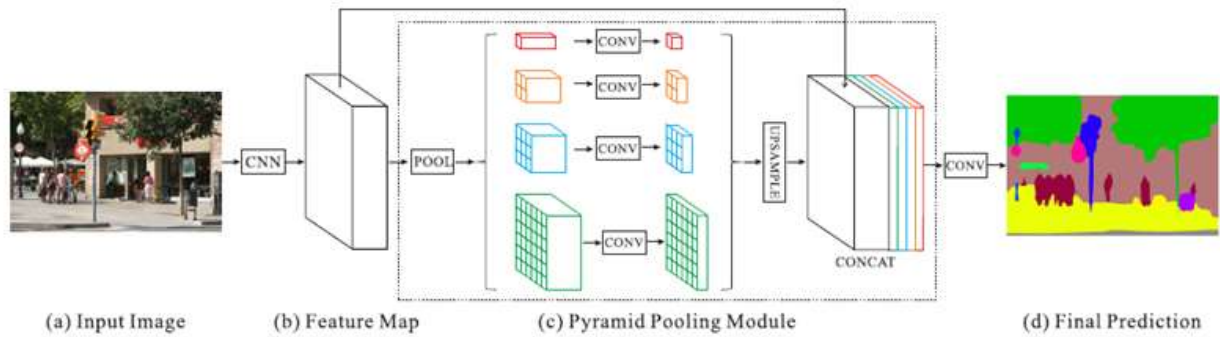 CNN
POOL
CONV
CONV
CONV
CONV
UPSAMPLE
CONCAT
CONV
(a) Input Image
(b) Feature Map
(c) Pyramid Pooling Module
(d) Final Prediction